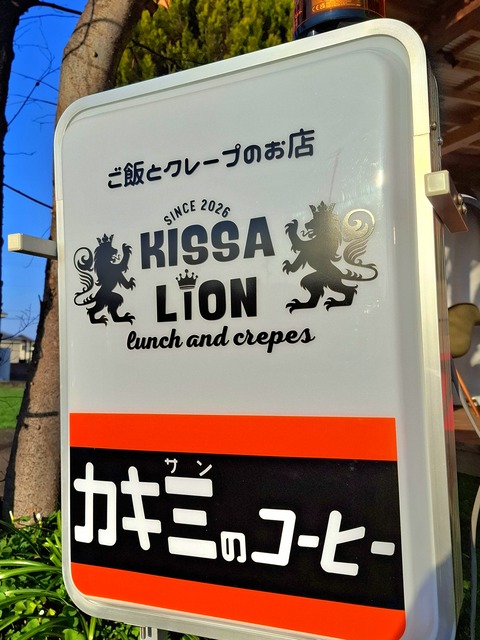 ご飯とクレープのお店
SINCE 2026
KISSA
LION
lunch and crepes
サン
カキ三のコーヒー